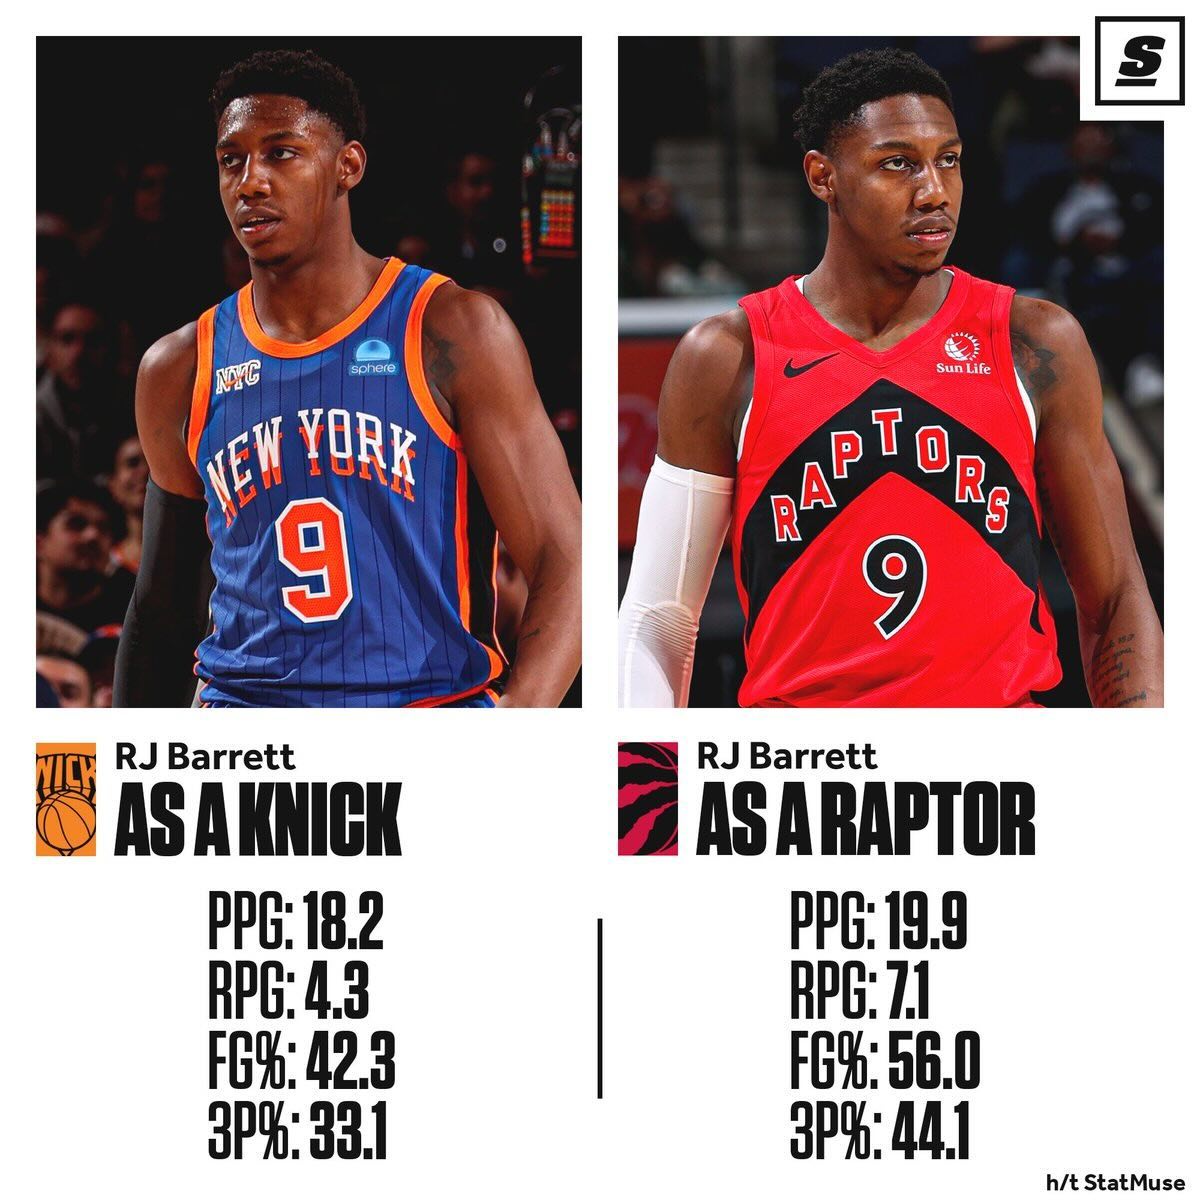 S
NYC
sphere
NEW YORK
9
Sun Life
RAPTORS
9
NICK
RJ Barrett
AS A KNICK
PPG: 18.2
RPG: 4.3
FG%: 42.3
3P%: 33.1
RJ Barrett
AS A RAPTOR
PPG: 19.9
RPG: 7.1
FG%: 56.0
3P%: 44.1
h/t StatMuse